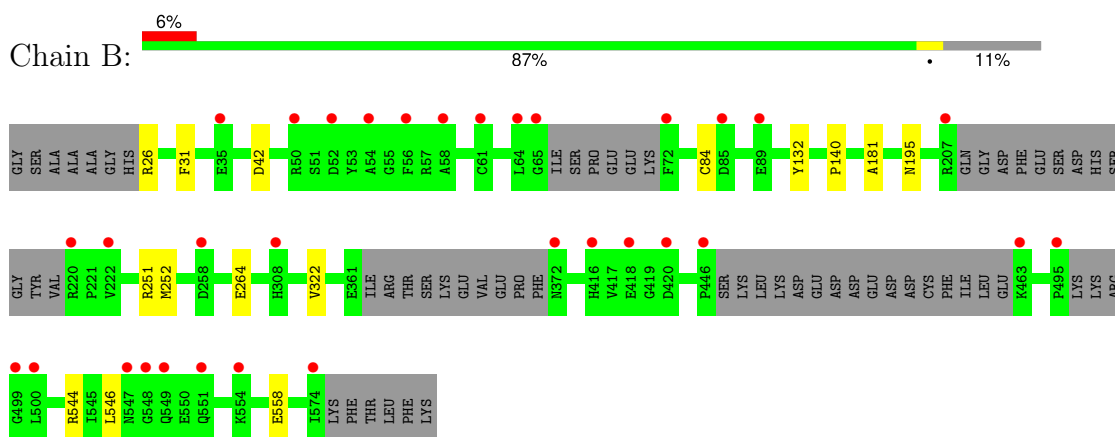 6%
Chain B:
87%
•
11%
GLY SER ALA ALA ALA GLY HIS R26 F31 E35 D42 R50 S51 D52 Y53 A54 G55 F56 R57 A58 C61 L64 G65 ILE SER PRO GLU GLU LYS F72 C84 D85 E89 Y132 P140 A181 N195 R207 GLN GLY ASP PHE GLU SER ASP HIS SER
GLY TYR VAL R220 P221 V222 R251 M252 D258 E264 H308 V322 E361 ILE ARG THR SER LYS GLU VAL GLU PRO PHE N372 H416 V417 E418 G419 D420 P446 SER LYS LEU LYS ASP GLU ASP ASP GLU ASP ASP CYS PHE ILE LEU GLU K463 P495 LYS LYS ARG
G499 L500 R544 I545 L546 N547 G548 Q549 E550 Q551 K554 E558 I574 LYS PHE THR LEU PHE LYS